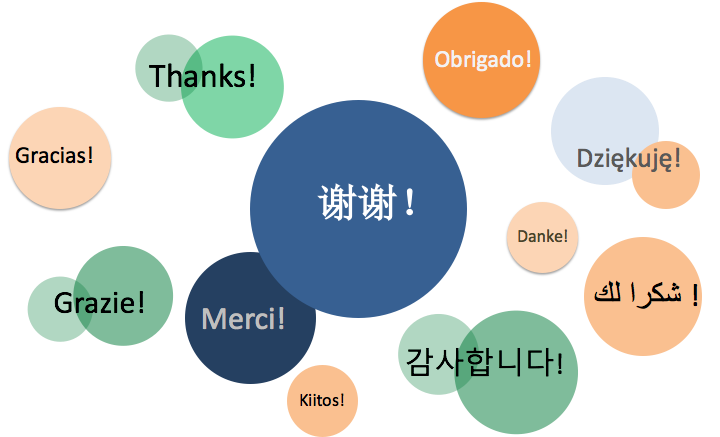 Obrigado!
Thanks!
Gracias!
Dziękuję!
谢谢！
Danke!
شكرا لك !
Grazie!
Merci!
감사합니다!
Kiitos!